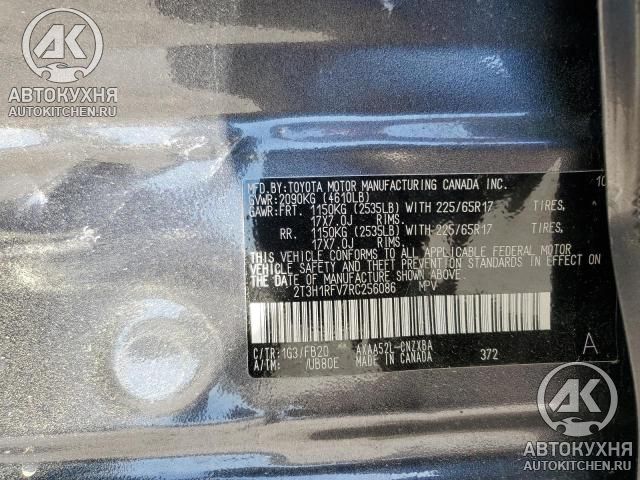 AK
АВТОКУХНЯ
AUTOKITCHEN.RU
MFD.BY:TOYOTA MOTOR MANUFACTURING CANADA INC. 10
GVWR:2090KG (4610LB)
GAWR:FRT. 1150KG (2535LB) WITH 225/65R17 TIRES,
17X7.0J RIMS.
RR. 1150KG (2535LB) WITH 225/65R17 TIRES,
17X7.0J RIMS.
THIS VEHICLE CONFORMS TO ALL APPLICABLE FEDERAL MOTOR
VEHICLE SAFETY AND THEFT PREVENTION STANDARDS IN EFFECT ON
THE DATE OF MANUFACTURE SHOWN ABOVE.
2T3H1RFV7RC256086 MPV
C/TR:1G3/FB20 AXAA52L-CNZXBA
A/TM: /UB80E MADE IN CANADA 372 A
AK
АВТОКУХНЯ
www.autokitchen.ru